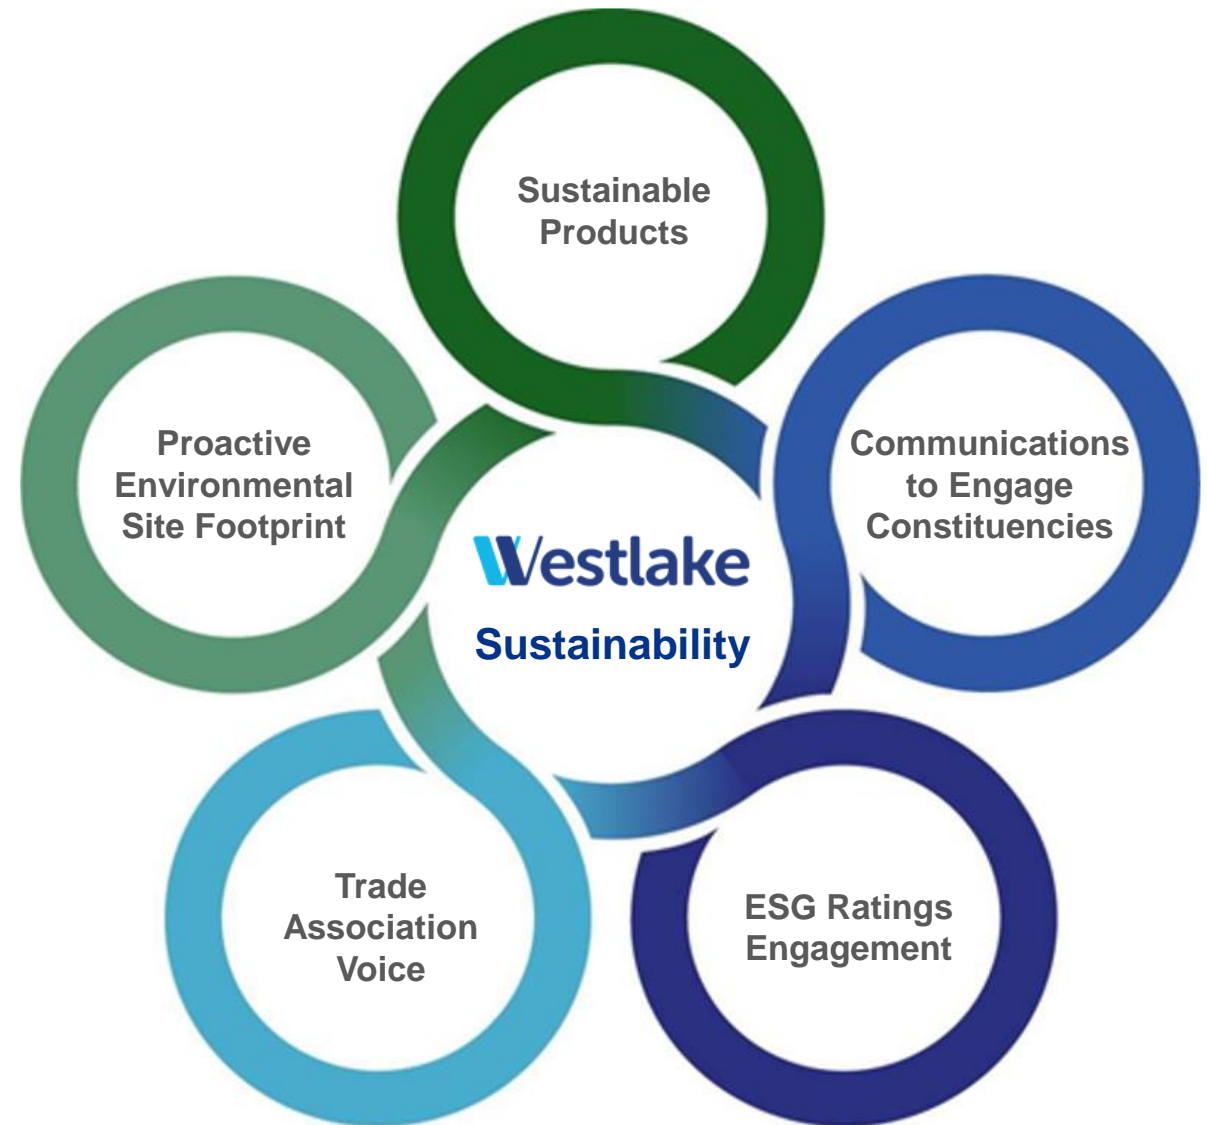 Sustainable
Products
Proactive
Environmental
Site Footprint
Communications
to Engage
Constituencies
Westlake
Sustainability
Trade
Association
Voice
ESG Ratings
Engagement